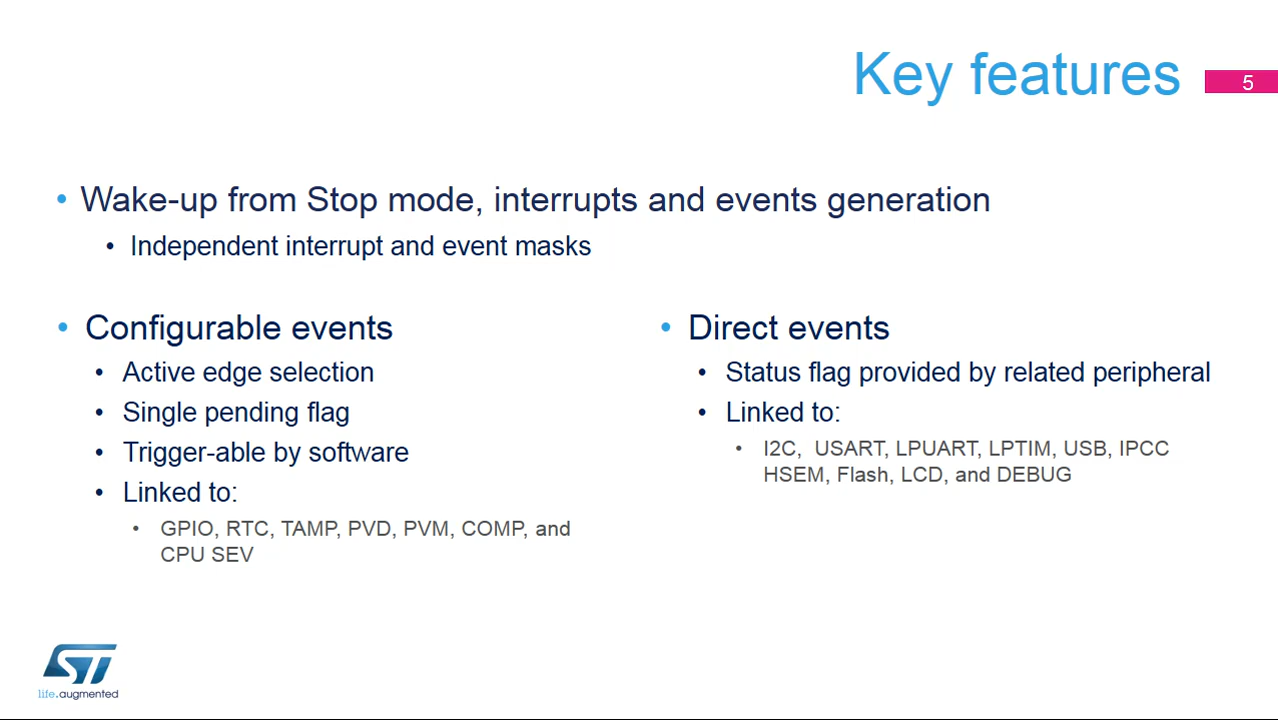 Key features
5
• Wake-up from Stop mode, interrupts and events generation
• Independent interrupt and event masks
• Configurable events
• Active edge selection
• Single pending flag
• Trigger-able by software
• Linked to:
• GPIO, RTC, TAMP, PVD, PVM, COMP, and
CPU SEV
• Direct events
• Status flag provided by related peripheral
• Linked to:
• I2C, USART, LPUART, LPTIM, USB, IPCC
HSEM, Flash, LCD, and DEBUG
ST
life.augmented